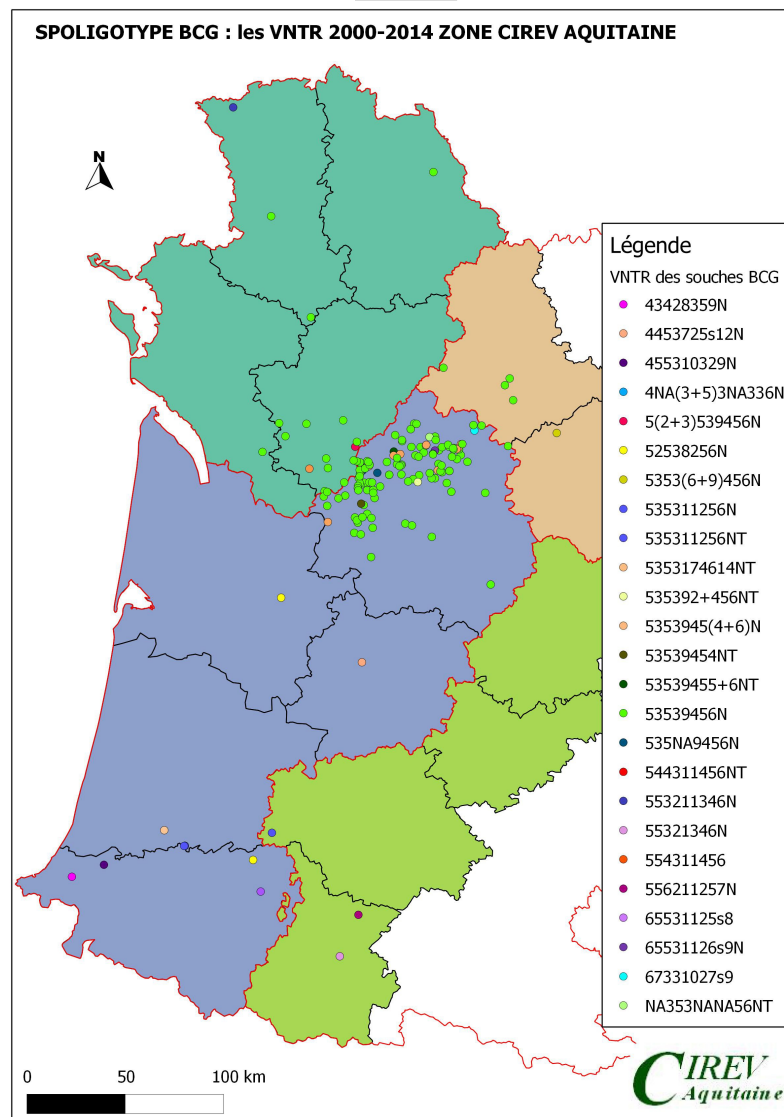 SPOLIGOTYPE BCG : les VNTR 2000-2014 ZONE CIREV AQUITAINE
N
Légende
VNTR des souches BCG
43428359N
4453725s12N
455310329N
4NA(3+5)3NA336N
5(2+3)539456N
52538256N
5353(6+9)456N
535311256N
535311256NT
5353174614NT
535392+456NT
5353945(4+6)N
53539454NT
53539455+6NT
53539456N
535NA9456N
544311456NT
553211346N
55321346N
554311456
556211257N
65531125s8
65531126s9N
67331027s9
NA353NANA56NT
0 50 100 km
CIREV
Aquitaine